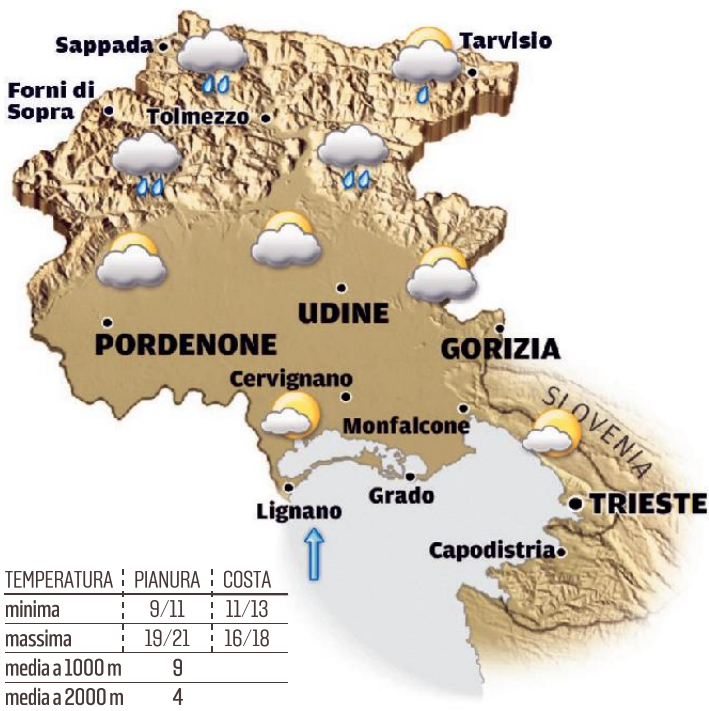 Sappada
Tarvisio
Forni di
Sopra
Tolmezzo
UDINE
PORDENONE
GORIZIA
Cervignano
SLOVENIA
Monfalcone
Grado
Lignano
TRIESTE
Capodistria
TEMPERATURA PIANURA COSTA
minima 9/11 11/13
massima 19/21 16/18
media a 1000 m 9
media a 2000 m 4